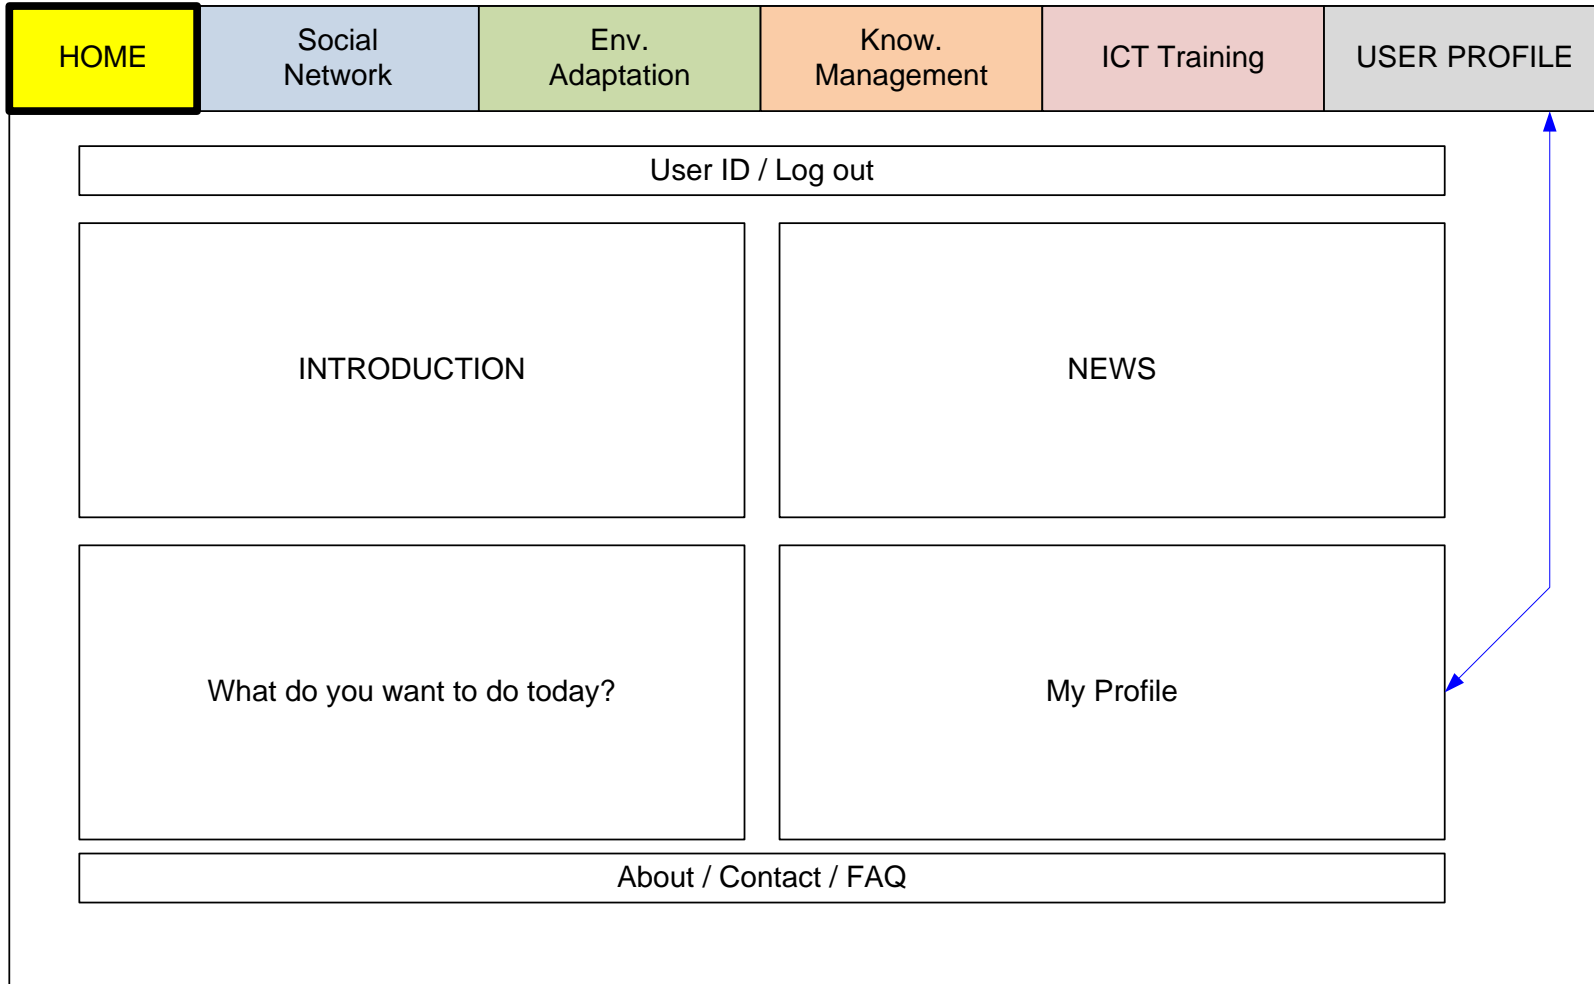 HOME
Social
Network
Env.
Adaptation
Know.
Management
ICT Training
USER PROFILE
User ID / Log out
INTRODUCTION
NEWS
What do you want to do today?
My Profile
About / Contact / FAQ